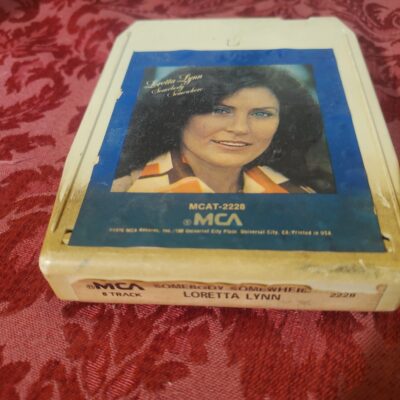 Loretta Lynn
Somebody
Somewhere
MCAT-2228
MCA
©1976 MCA Records, Inc./100 Universal City Plaza Universal City, CA/Printed in USA
MCA SOMEBODY SOMEWHERE
8 TRACK LORETTA LYNN 2228